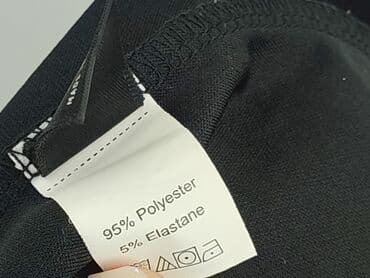 95% Polyester
5% Elastane